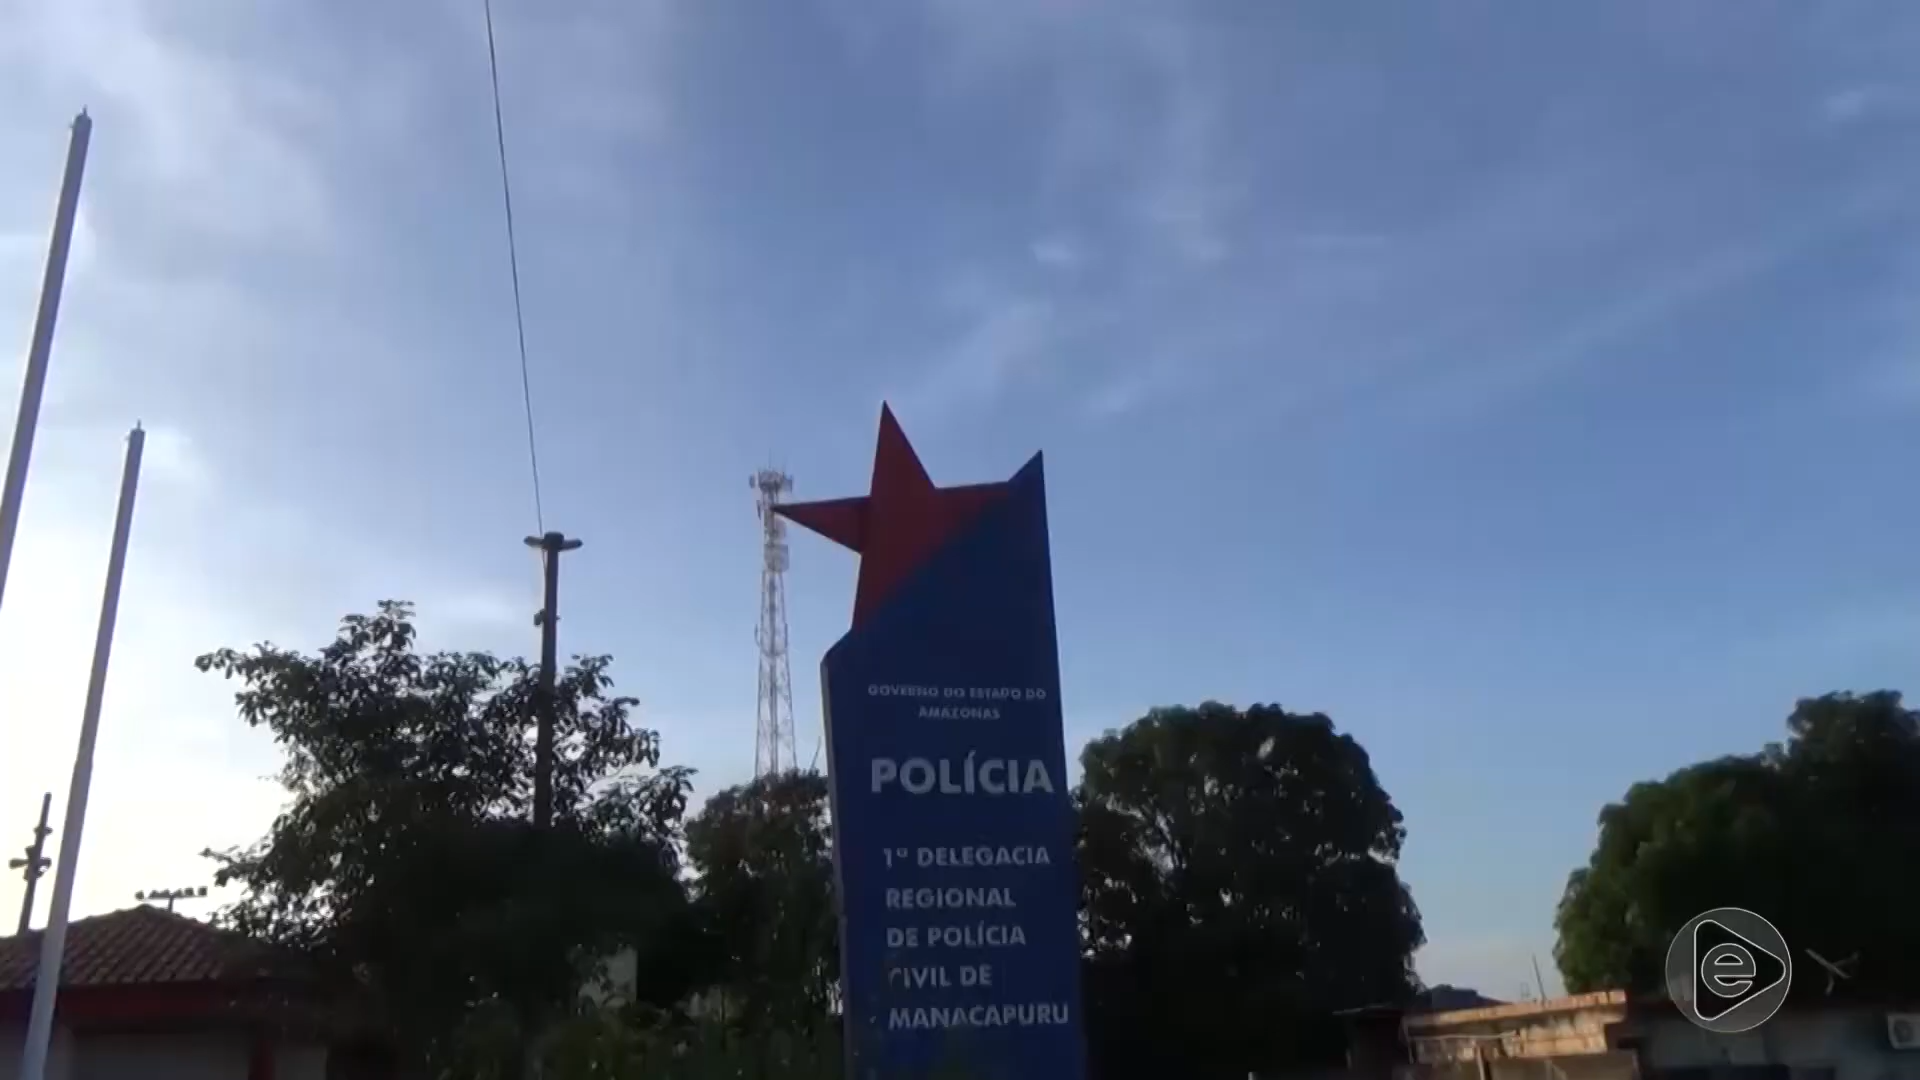 GOVERNO DO ESTADO DO
AMAZONAS
POLÍCIA
1ª DELEGACIA
REGIONAL
DE POLÍCIA
CIVIL DE
MANACAPURU
e